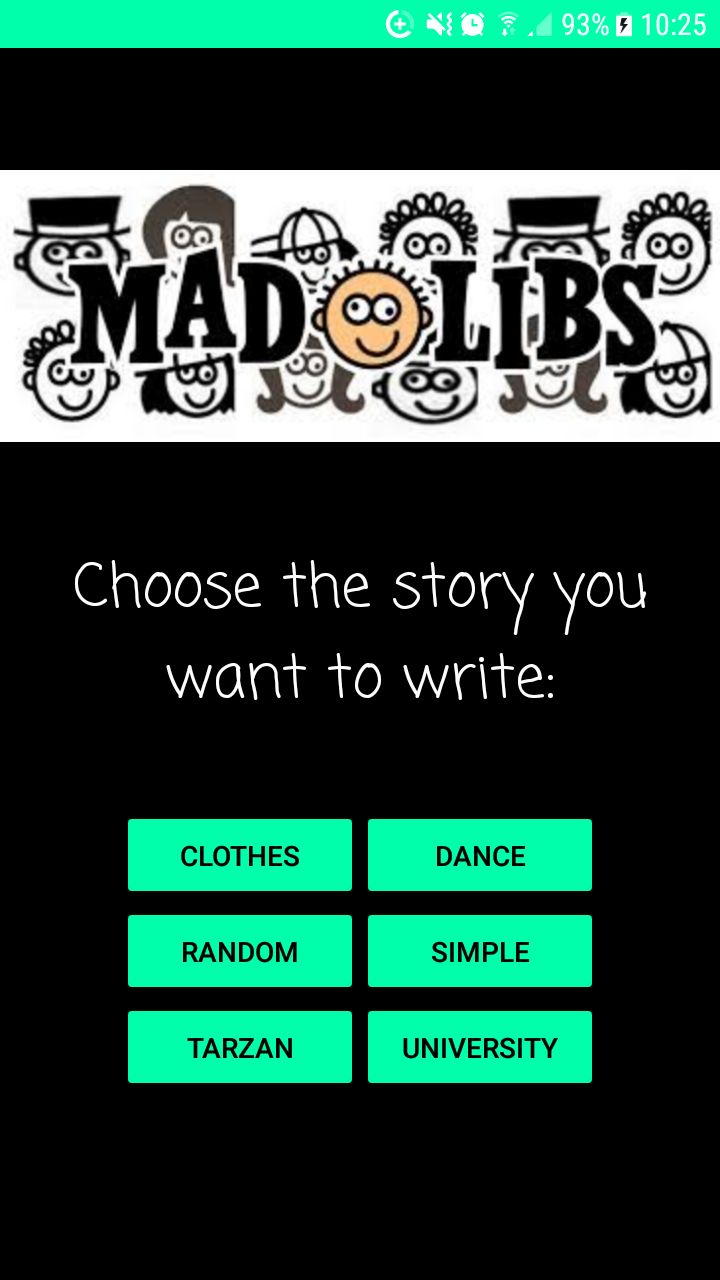 93% 10:25
MAD LIBS
Choose the story you
want to write:
CLOTHES DANCE
RANDOM SIMPLE
TARZAN UNIVERSITY